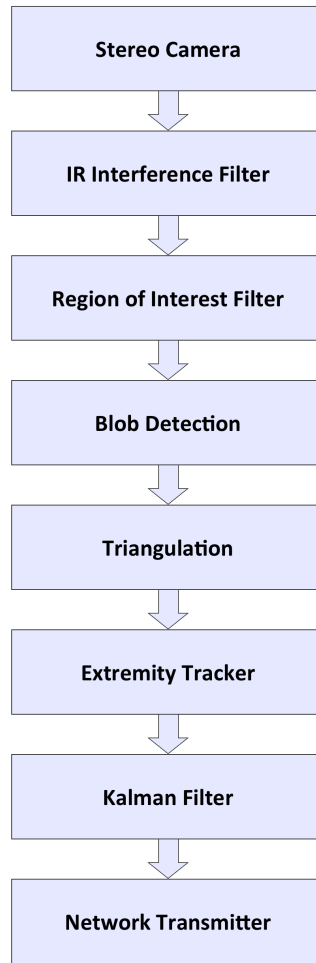 Stereo Camera
IR Interference Filter
Region of Interest Filter
Blob Detection
Triangulation
Extremity Tracker
Kalman Filter
Network Transmitter